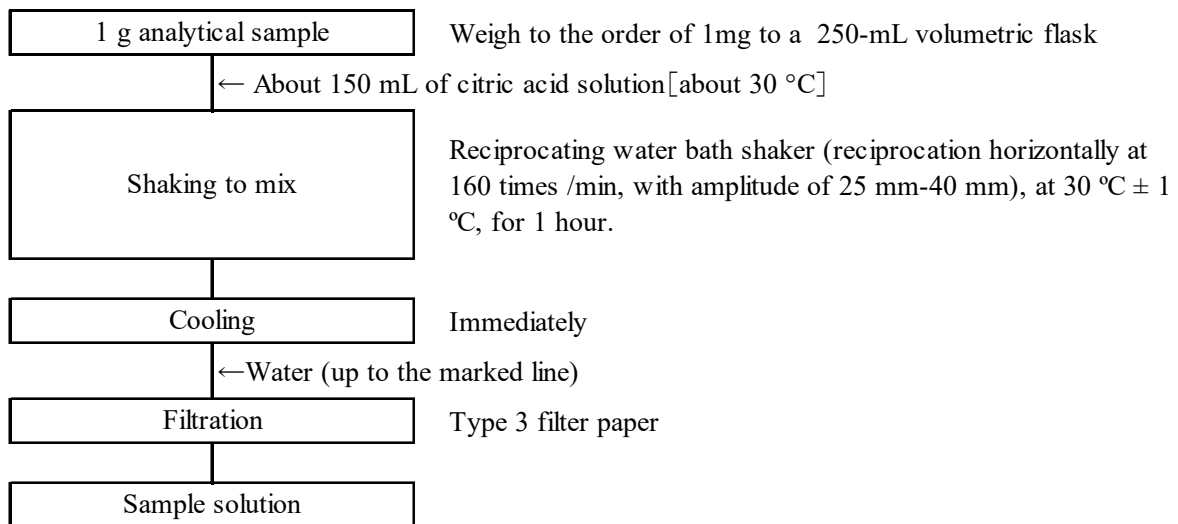 1 g analytical sample
Weigh to the order of 1mg to a  250-mL volumetric flask
← About 150 mL of citric acid solution[about 30 °C]
Shaking to mix
Reciprocating water bath shaker (reciprocation horizontally at
160 times /min, with amplitude of 25 mm-40 mm), at 30 ºC ± 1
ºC, for 1 hour.
Cooling
Immediately
←Water (up to the marked line)
Filtration
Type 3 filter paper
Sample solution